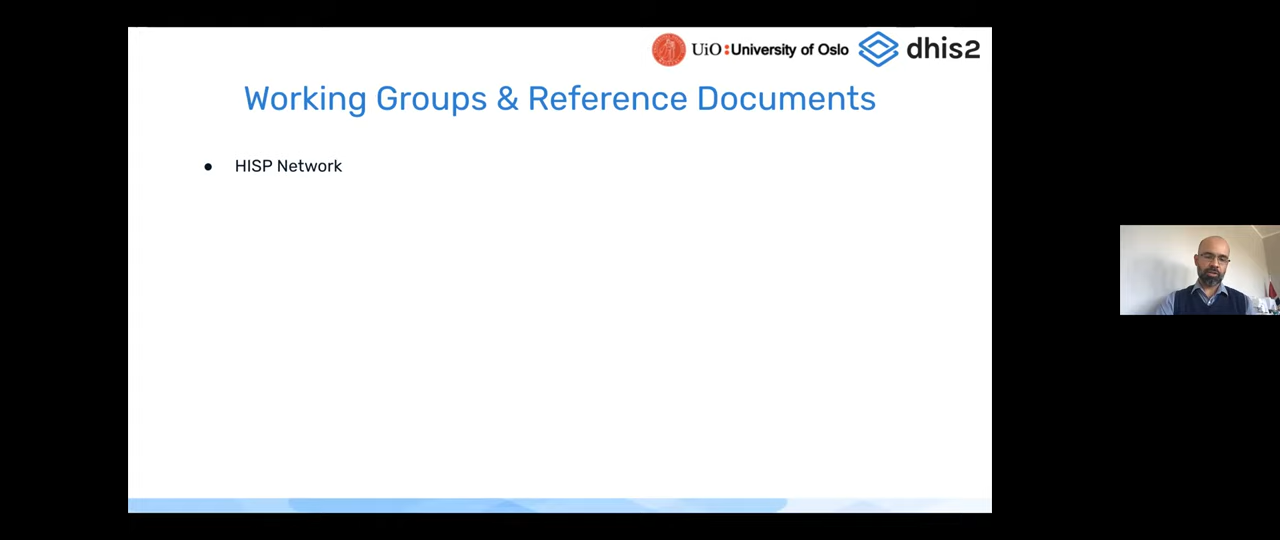 UiO:University of Oslo dhis2
Working Groups & Reference Documents
● HISP Network